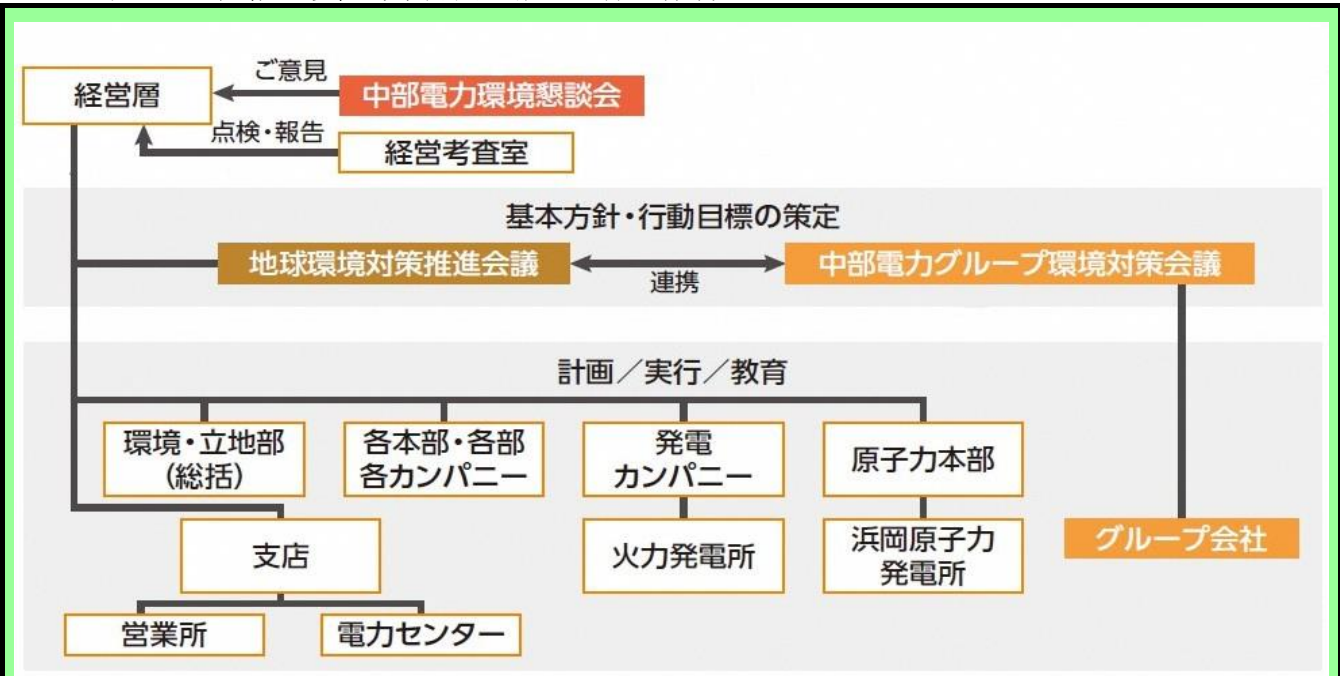 ご意見
経営層
中部電力環境懇談会
点検・報告
経営考査室
基本方針・行動目標の策定
地球環境対策推進会議
連携
中部電力グループ環境対策会議
計画／実行／教育
環境・立地部
(総括)
各本部・各部
各カンパニー
発電
カンパニー
原子力本部
支店
火力発電所
浜岡原子力
発電所
グループ会社
営業所
電力センター